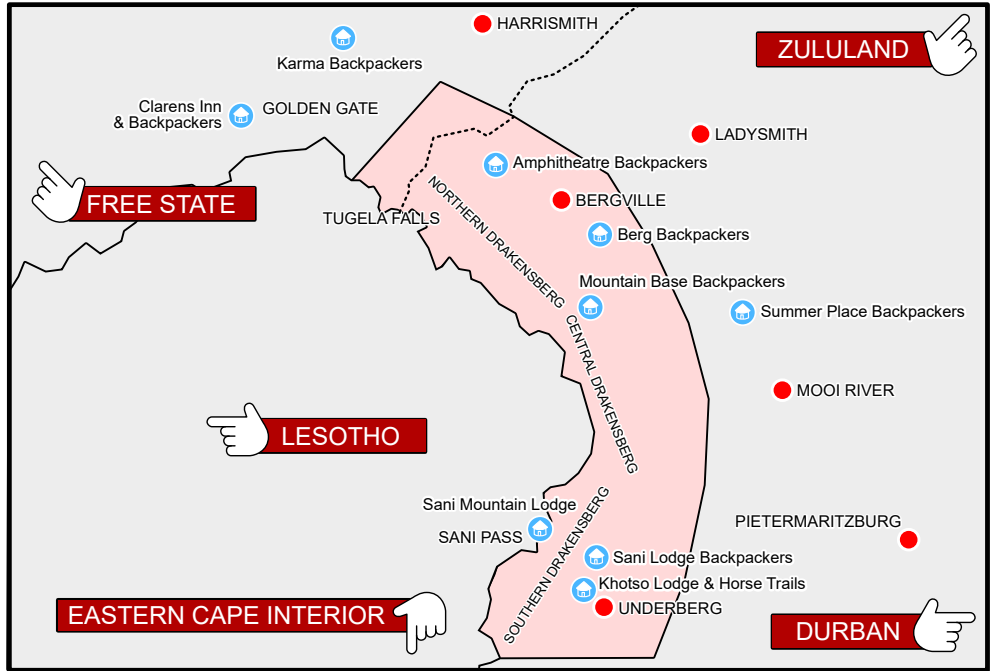 HARRISMITH
ZULULAND
Karma Backpackers
Clarens Inn
& Backpackers
GOLDEN GATE
LADYSMITH
Amphitheatre Backpackers
FREE STATE
BERGVILLE
TUGELA FALLS
NORTHERN DRAKENSBERG
Berg Backpackers
Mountain Base Backpackers
Summer Place Backpackers
CENTRAL DRAKENSBERG
MOOI RIVER
LESOTHO
Sani Mountain Lodge
SANI PASS
SOUTHERN DRAKENSBERG
PIETERMARITZBURG
Sani Lodge Backpackers
Khotso Lodge & Horse Trails
UNDERBERG
EASTERN CAPE INTERIOR
DURBAN